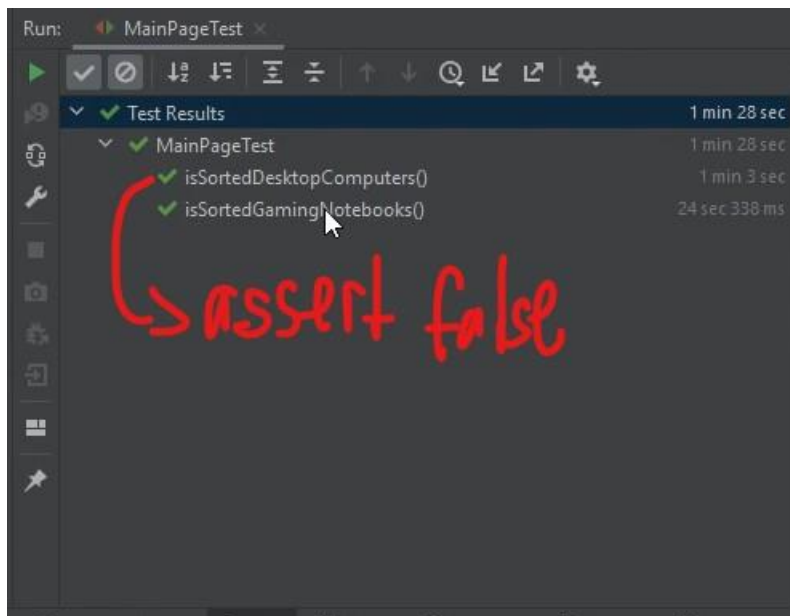 Run: MainPageTest
Test Results 1 min 28 sec
MainPageTest 1 min 28 sec
isSortedDesktopComputers() 1 min 3 sec
isSortedGamingNotebooks() 24 sec 338 ms
assert false